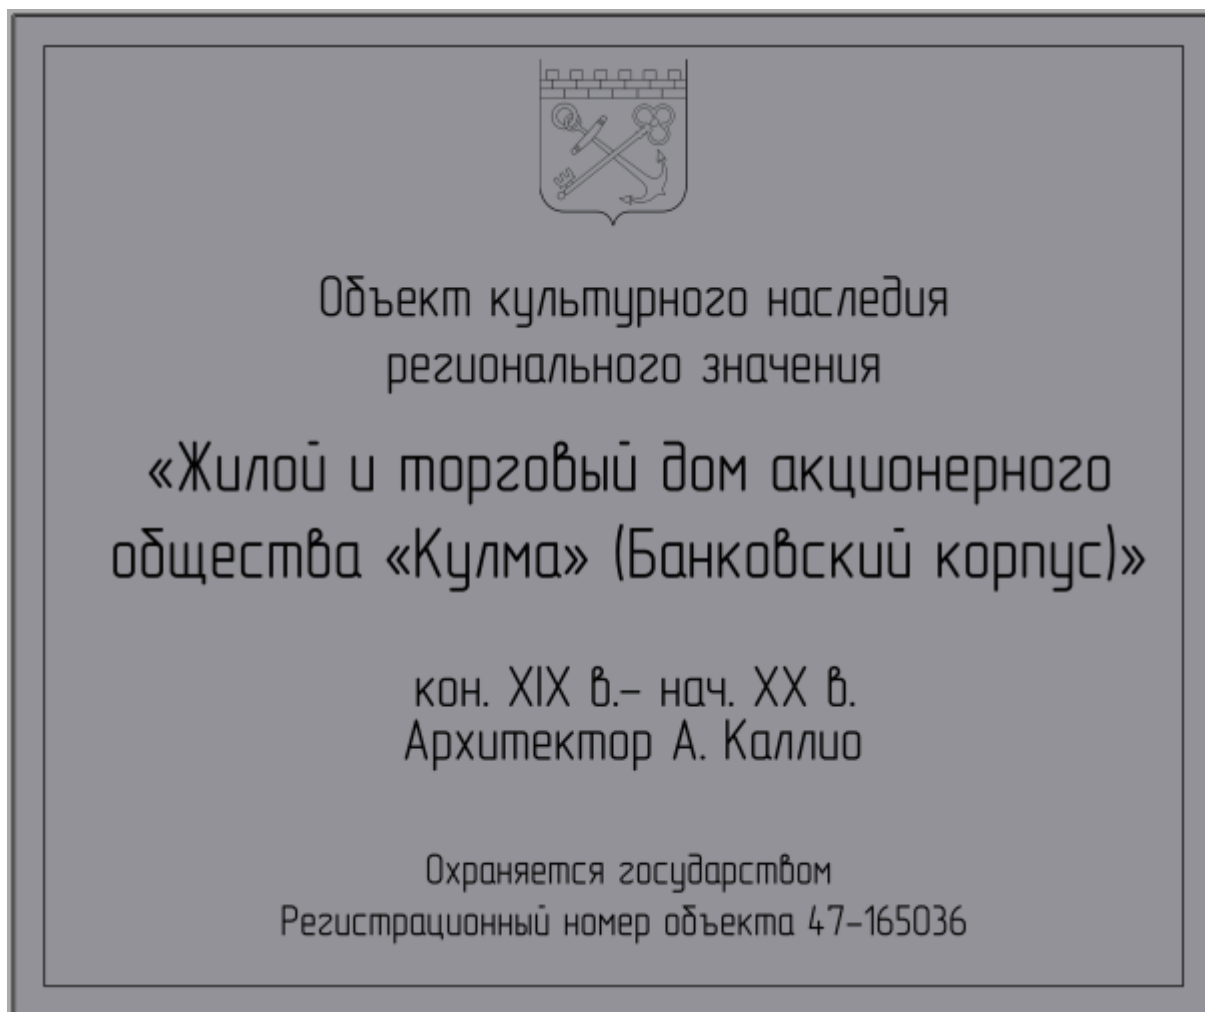 Объект культурного наследия
регионального значения
«Жилой и торговый дом акционерного
общества «Кулма» (Банковский корпус)»
кон. XIX в.– нач. XX в.
Архитектор А. Каллио
Охраняется государством
Регистрационный номер объекта 47-165036